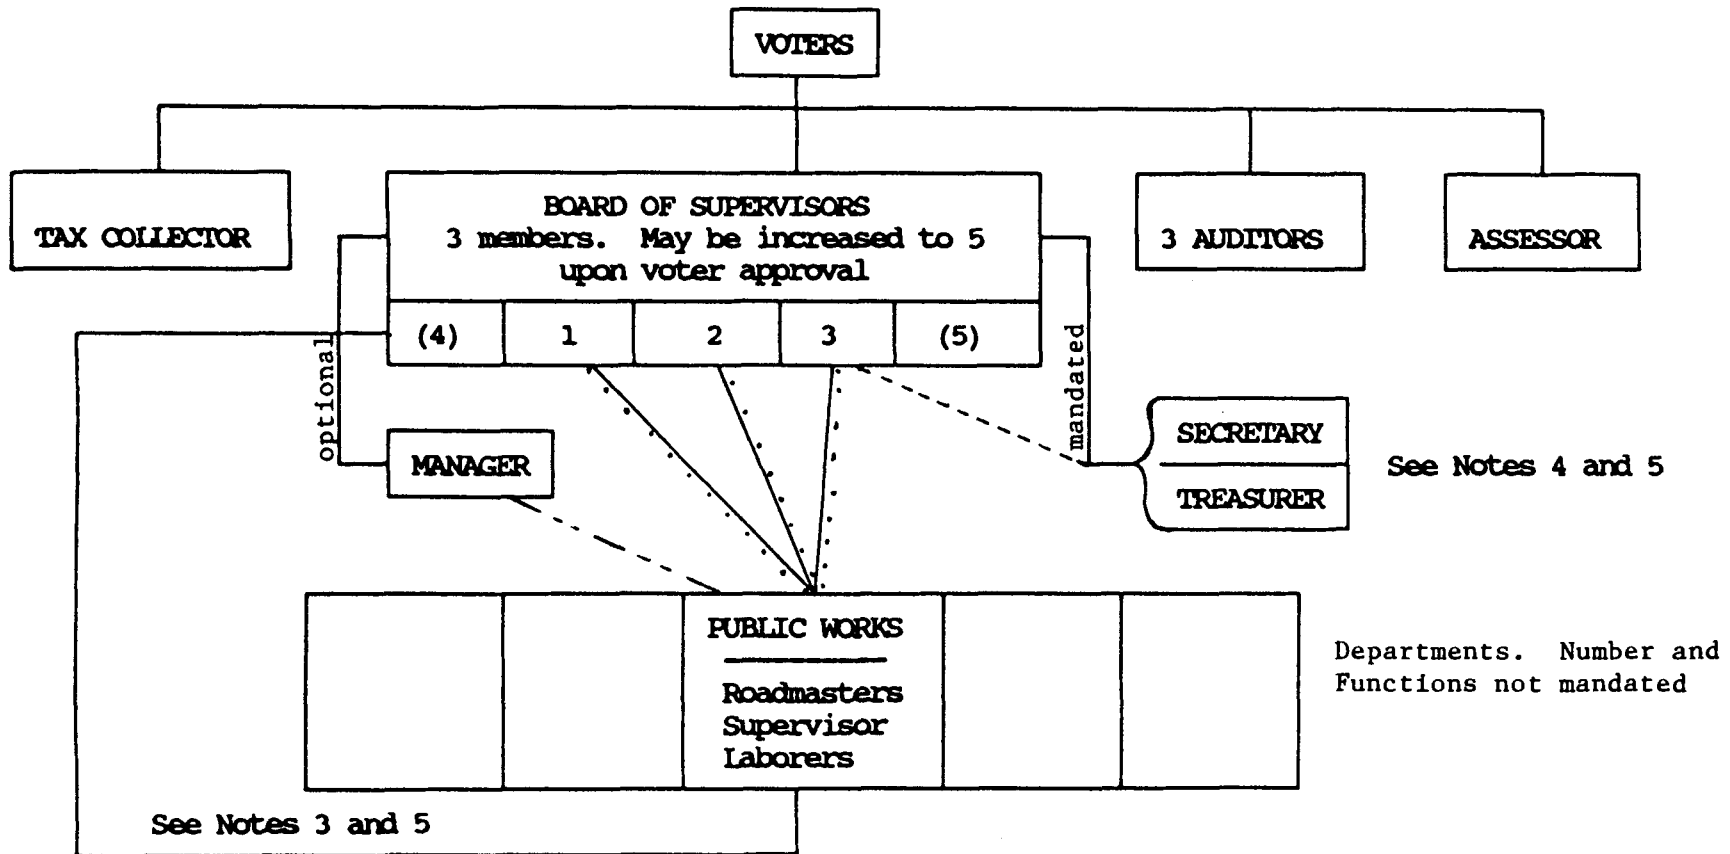 VOTERS
TAX COLLECTOR
BOARD OF SUPERVISORS
3 members. May be increased to 5
upon voter approval
3 AUDITORS
ASSESSOR
(4)
1
2
3
(5)
optional
mandated
MANAGER
SECRETARY
TREASURER
See Notes 4 and 5
PUBLIC WORKS
Roadmasters
Supervisor
Laborers
Departments. Number and
Functions not mandated
See Notes 3 and 5